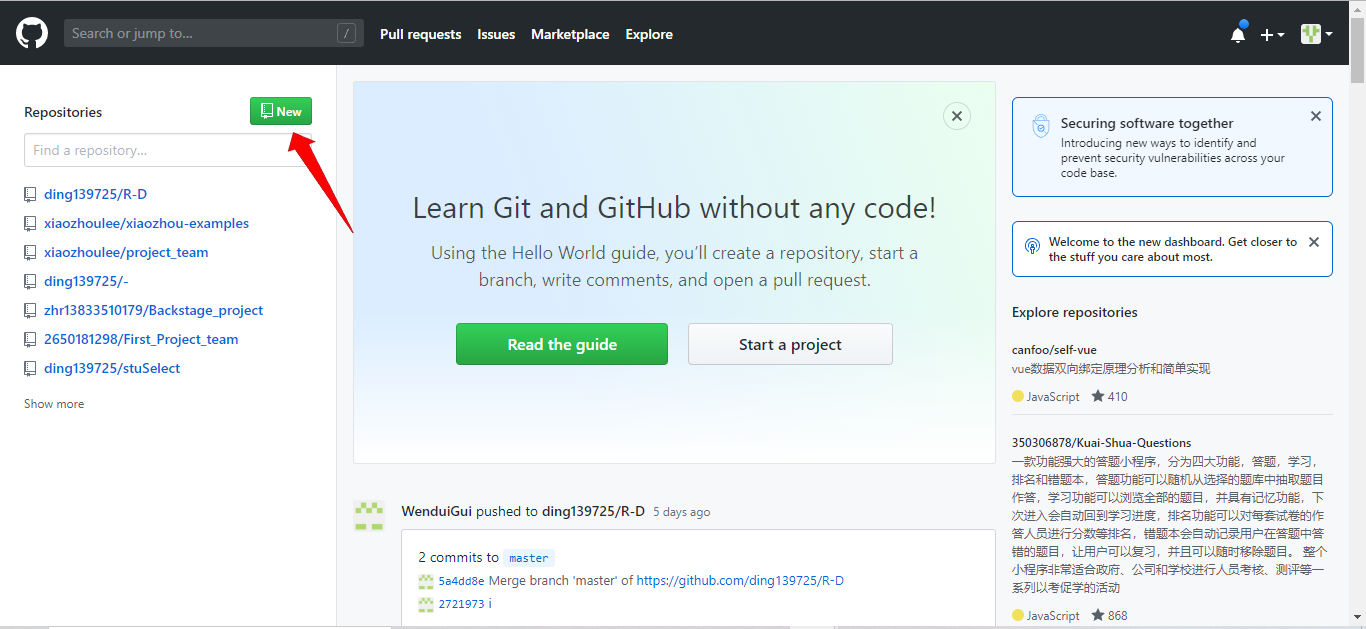 Search or jump to...
/
Pull requests
Issues
Marketplace
Explore
Repositories
New
Find a repository...
ding139725/R-D
xiaozhoulee/xiaozhou-examples
xiaozhoulee/project_team
ding139725/-
zhr13833510179/Backstage_project
2650181298/First_Project_team
ding139725/stuSelect
Show more
Learn Git and GitHub without any code!
Using the Hello World guide, you’ll create a repository, start a
branch, write comments, and open a pull request.
Read the guide
Start a project
WenduiGui pushed to ding139725/R-D 5 days ago
2 commits to master
5a4dd8e Merge branch 'master' of https://github.com/ding139725/R-D
2721973 i
Securing software together
Introducing new ways to identify and
prevent security vulnerabilities across your
code base.
Welcome to the new dashboard. Get closer to
the stuff you care about most.
Explore repositories
canfoo/self-vue
vue数据双向绑定原理分析和简单实现
JavaScript 410
350306878/Kuai-Shua-Questions
一款功能强大的答题小程序，分为四大功能，答题，学习，
排名和错题本，答题功能可以随机从选择的题库中抽取题目
作答，学习功能可以浏览全部的题目，并具有记忆功能，下
次进入会自动回到学习进度，排名功能可以对每套试卷的作
答人员进行分数等排名，错题本会自动记录用户在答题中答
错的题目，让用户可以复习，并且可以随时移除题目。 整个
小程序非常适合政府、公司和学校进行人员考核、测评等一
系列以考促学的活动
JavaScript 868